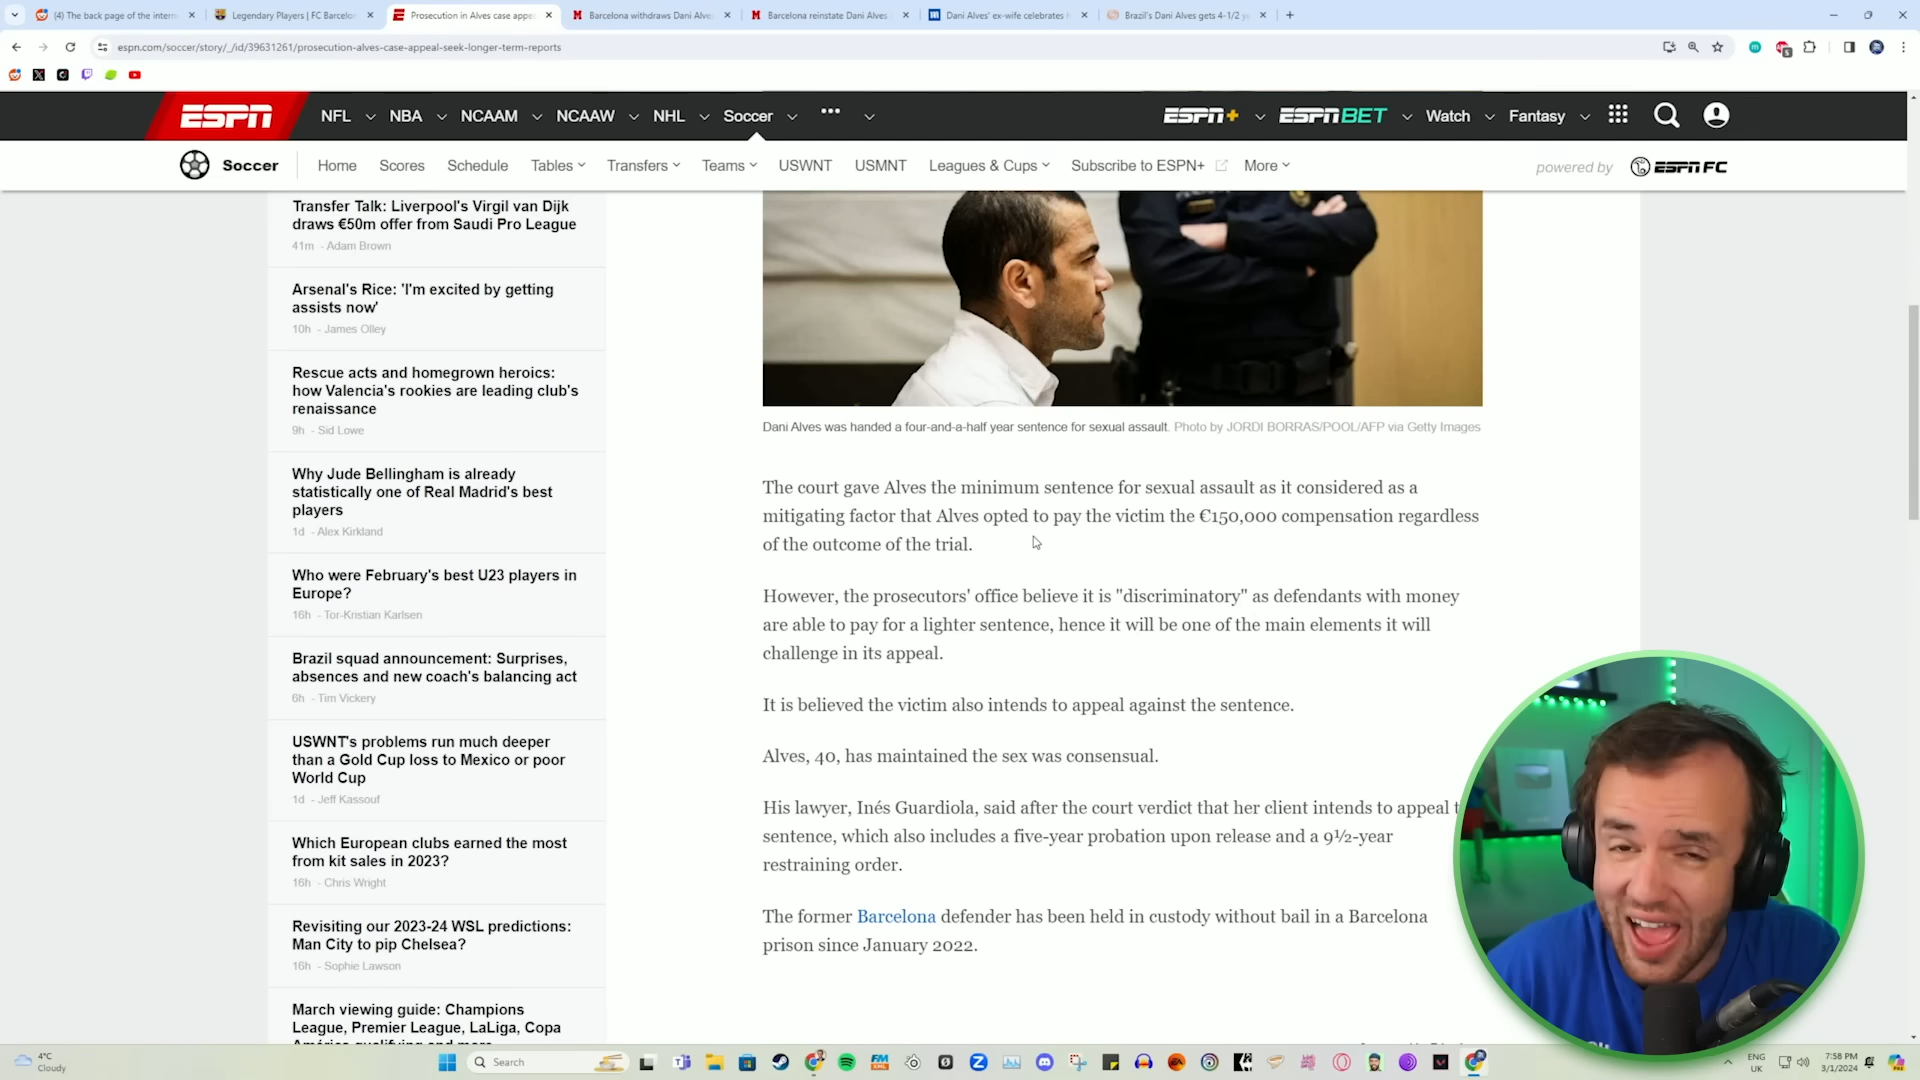 (4) The back page of the intern
Legendary Players | FC Barcelon
Prosecution in Alves case appe
Barcelona withdraws Dani Alve
Barcelona reinstate Dani Alves
Dani Alves' ex-wife celebrates
Brazil's Dani Alves gets 4-1/2 ye
espn.com/soccer/story/_/id/39631261/prosecution-alves-case-appeal-seek-longer-term-reports
ESPN NFL NBA NCAAM NCAAW NHL Soccer ••• ESPN+ ESPN BET Watch Fantasy
Soccer Home Scores Schedule Tables Transfers Teams USWNT USMNT Leagues & Cups Subscribe to ESPN+ More powered by ESPN FC
Transfer Talk: Liverpool's Virgil van Dijk
draws €50m offer from Saudi Pro League
41m - Adam Brown
Arsenal's Rice: 'I'm excited by getting
assists now'
10h - James Olley
Rescue acts and homegrown heroics:
how Valencia's rookies are leading club's
renaissance
9h - Sid Lowe
Why Jude Bellingham is already
statistically one of Real Madrid's best
players
1d - Alex Kirkland
Who were February's best U23 players in
Europe?
16h - Tor-Kristian Karlsen
Brazil squad announcement: Surprises,
absences and new coach's balancing act
6h - Tim Vickery
USWNT's problems run much deeper
than a Gold Cup loss to Mexico or poor
World Cup
1d - Jeff Kassouf
Which European clubs earned the most
from kit sales in 2023?
16h - Chris Wright
Revisiting our 2023-24 WSL predictions:
Man City to pip Chelsea?
16h - Sophie Lawson
March viewing guide: Champions
League, Premier League, LaLiga, Copa
América qualifying and more
Dani Alves was handed a four-and-a-half year sentence for sexual assault. Photo by JORDI BORRAS/POOL/AFP via Getty Images
The court gave Alves the minimum sentence for sexual assault as it considered as a
mitigating factor that Alves opted to pay the victim the €150,000 compensation regardless
of the outcome of the trial.
However, the prosecutors' office believe it is "discriminatory" as defendants with money
are able to pay for a lighter sentence, hence it will be one of the main elements it will
challenge in its appeal.
It is believed the victim also intends to appeal against the sentence.
Alves, 40, has maintained the sex was consensual.
His lawyer, Inés Guardiola, said after the court verdict that her client intends to appeal t
sentence, which also includes a five-year probation upon release and a 9½-year
restraining order.
The former Barcelona defender has been held in custody without bail in a Barcelona
prison since January 2022.
4°C
Cloudy
Search
ENG
UK
7:58 PM
3/1/2024